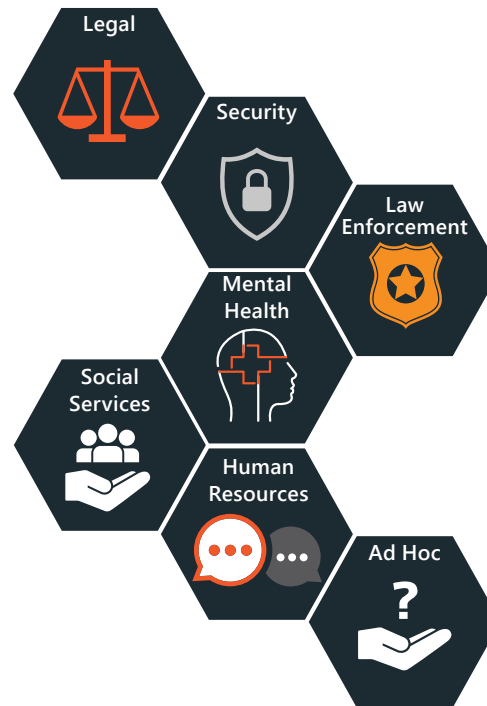 Legal
Security
Law
Enforcement
Mental
Health
Social
Services
Human
Resources
Ad Hoc
?